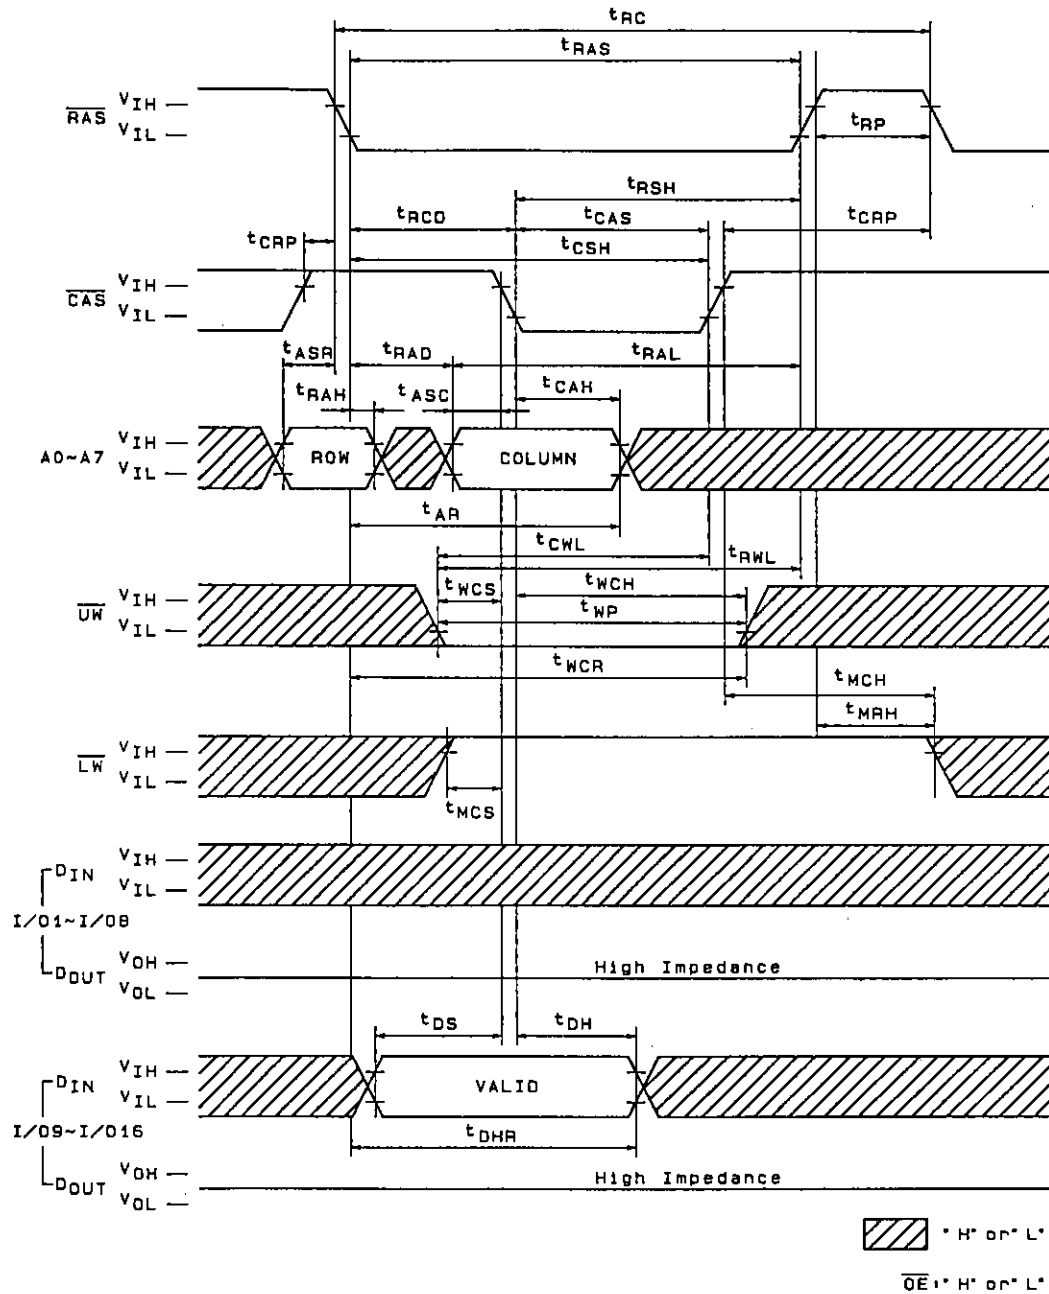 tRC
tRAS
RAS VIH
VIL
tRP
tRSH
tRCD tCAS tCRP
tCRP tCSH
CAS VIH
VIL
tASR tRAD tRAL
tRAH tASC tCAH
A0~A7 VIH
VIL
ROW COLUMN
tAR
tCWL
tRWL
tWCS tWCH
UW VIH
VIL
tWP
tWCR
tMCH
tMRH
LW VIH
VIL
tMCS
DIN VIH
VIL
I/O1~I/O8
DOUT VOH
VOL
High Impedance
tDS tDH
DIN VIH
VIL
VALID
I/O9~I/O16
tDHR
DOUT VOH
VOL
High Impedance
"H" or "L"
OE: "H" or "L"